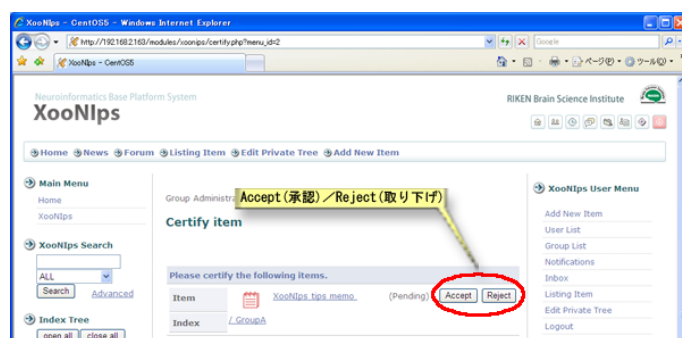 XooNIps - CentOS5 - Windows Internet Explorer
http://192.168.2.163/modules/xoonips/certify.php?menu_id=2
Google
XooNIps - CentOS5
ページ(P)
ツール(O)
Neuroinformatics Base Platform System
XooNIps
RIKEN Brain Science Institute
Home News Forum Listing Item Edit Private Tree Add New Item
Main Menu
Home
XooNIps
XooNIps Search
ALL
Search Advanced
Index Tree
open all close all
Group Administra
Accept(承認)／Reject(取り下げ)
Certify item
Please certify the following items.
Item XooNIps tips memo. (Pending) Accept Reject
Index / GroupA
XooNIps User Menu
Add New Item
User List
Group List
Notifications
Inbox
Listing Item
Edit Private Tree
Logout